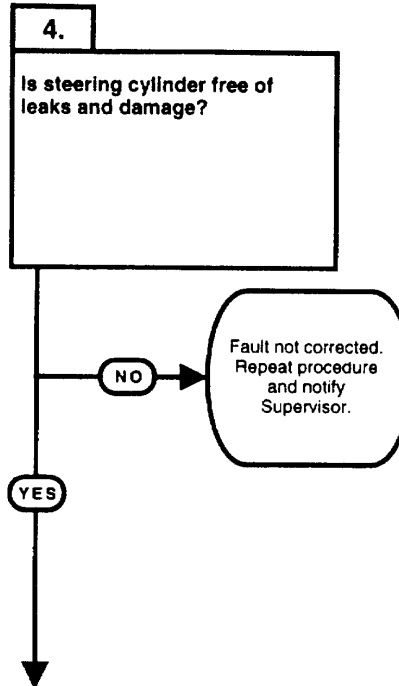 4.
Is steering cylinder free of
leaks and damage?
Fault not corrected.
Repeat procedure
and notify
Supervisor.
NO
YES